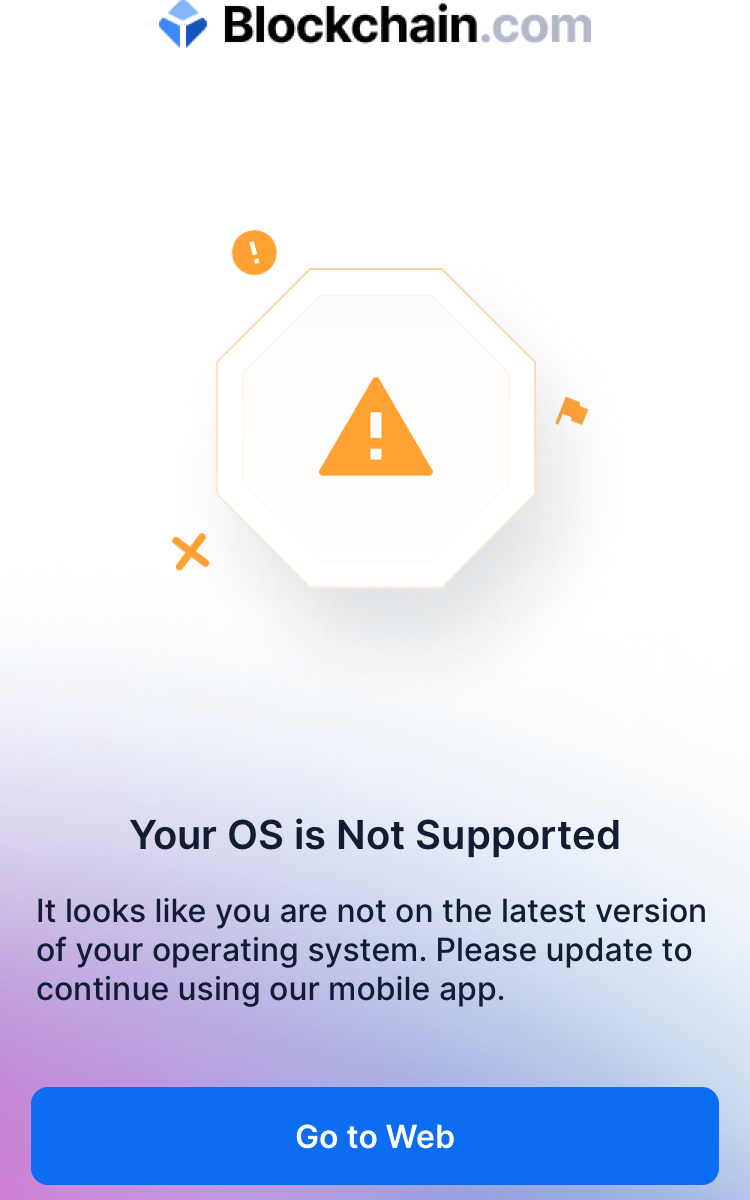 Blockchain.com
Your OS is Not Supported
It looks like you are not on the latest version
of your operating system. Please update to
continue using our mobile app.
Go to Web